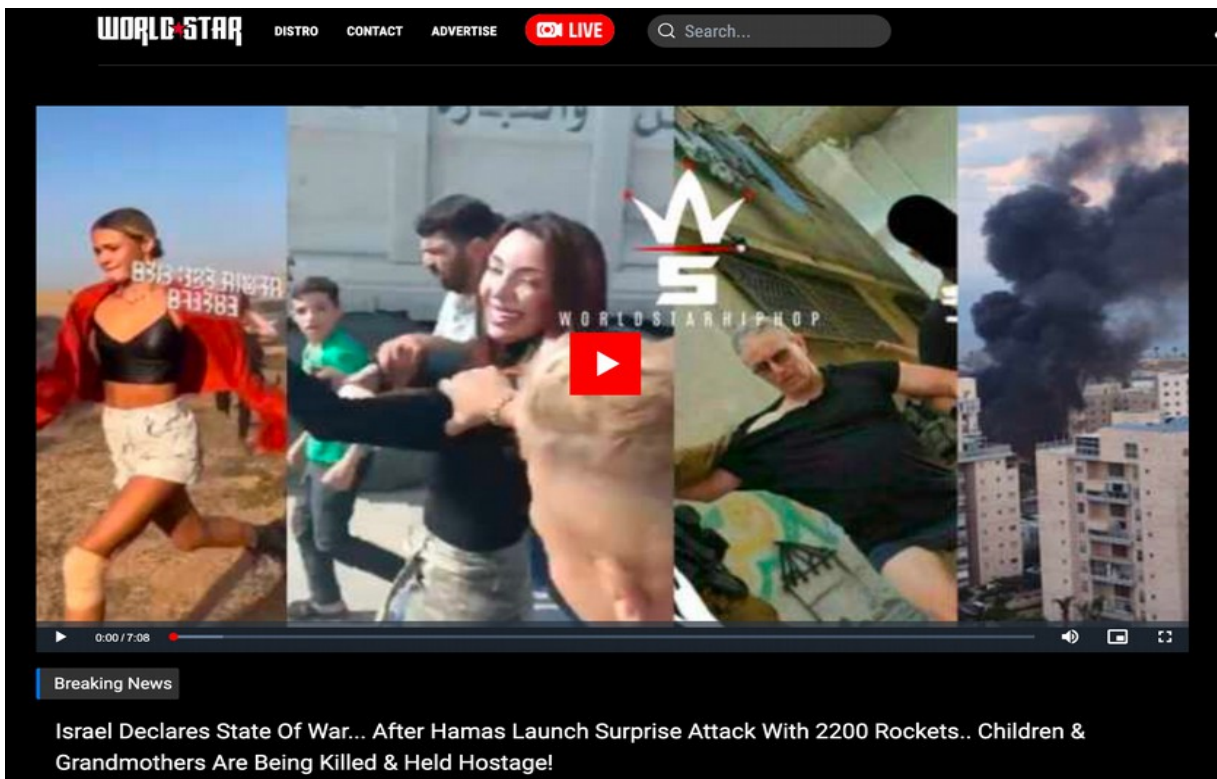 WORLD★STAR DISTRO CONTACT ADVERTISE LIVE Search...
WORLDSTARHIPHOP
0:00 / 7:08
Breaking News
Israel Declares State Of War... After Hamas Launch Surprise Attack With 2200 Rockets.. Children &
Grandmothers Are Being Killed & Held Hostage!